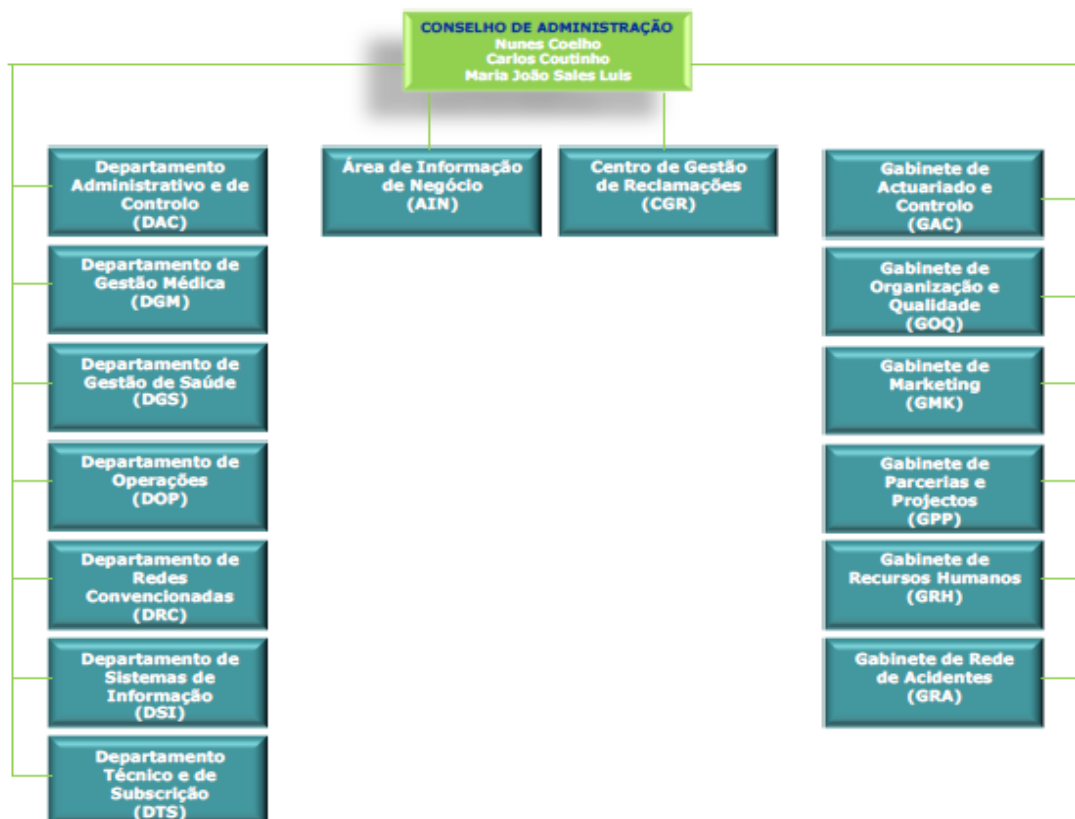 CONSELHO DE ADMINISTRAÇÃO
Nunes Coelho
Carlos Coutinho
Maria João Sales Luis
Departamento
Administrativo e de
Controlo
(DAC)
Departamento de
Gestão Médica
(DGM)
Departamento de
Gestão de Saúde
(DGS)
Departamento de
Operações
(DOP)
Departamento de
Redes
Convencionadas
(DRC)
Departamento de
Sistemas de
Informação
(DSI)
Departamento
Técnico e de
Subscrição
(DTS)
Área de Informação
de Negócio
(AIN)
Centro de Gestão
de Reclamações
(CGR)
Gabinete de
Actuariado e
Controlo
(GAC)
Gabinete de
Organização e
Qualidade
(GOQ)
Gabinete de
Marketing
(GMK)
Gabinete de
Parcerias e
Projectos
(GPP)
Gabinete de
Recursos Humanos
(GRH)
Gabinete de Rede
de Acidentes
(GRA)